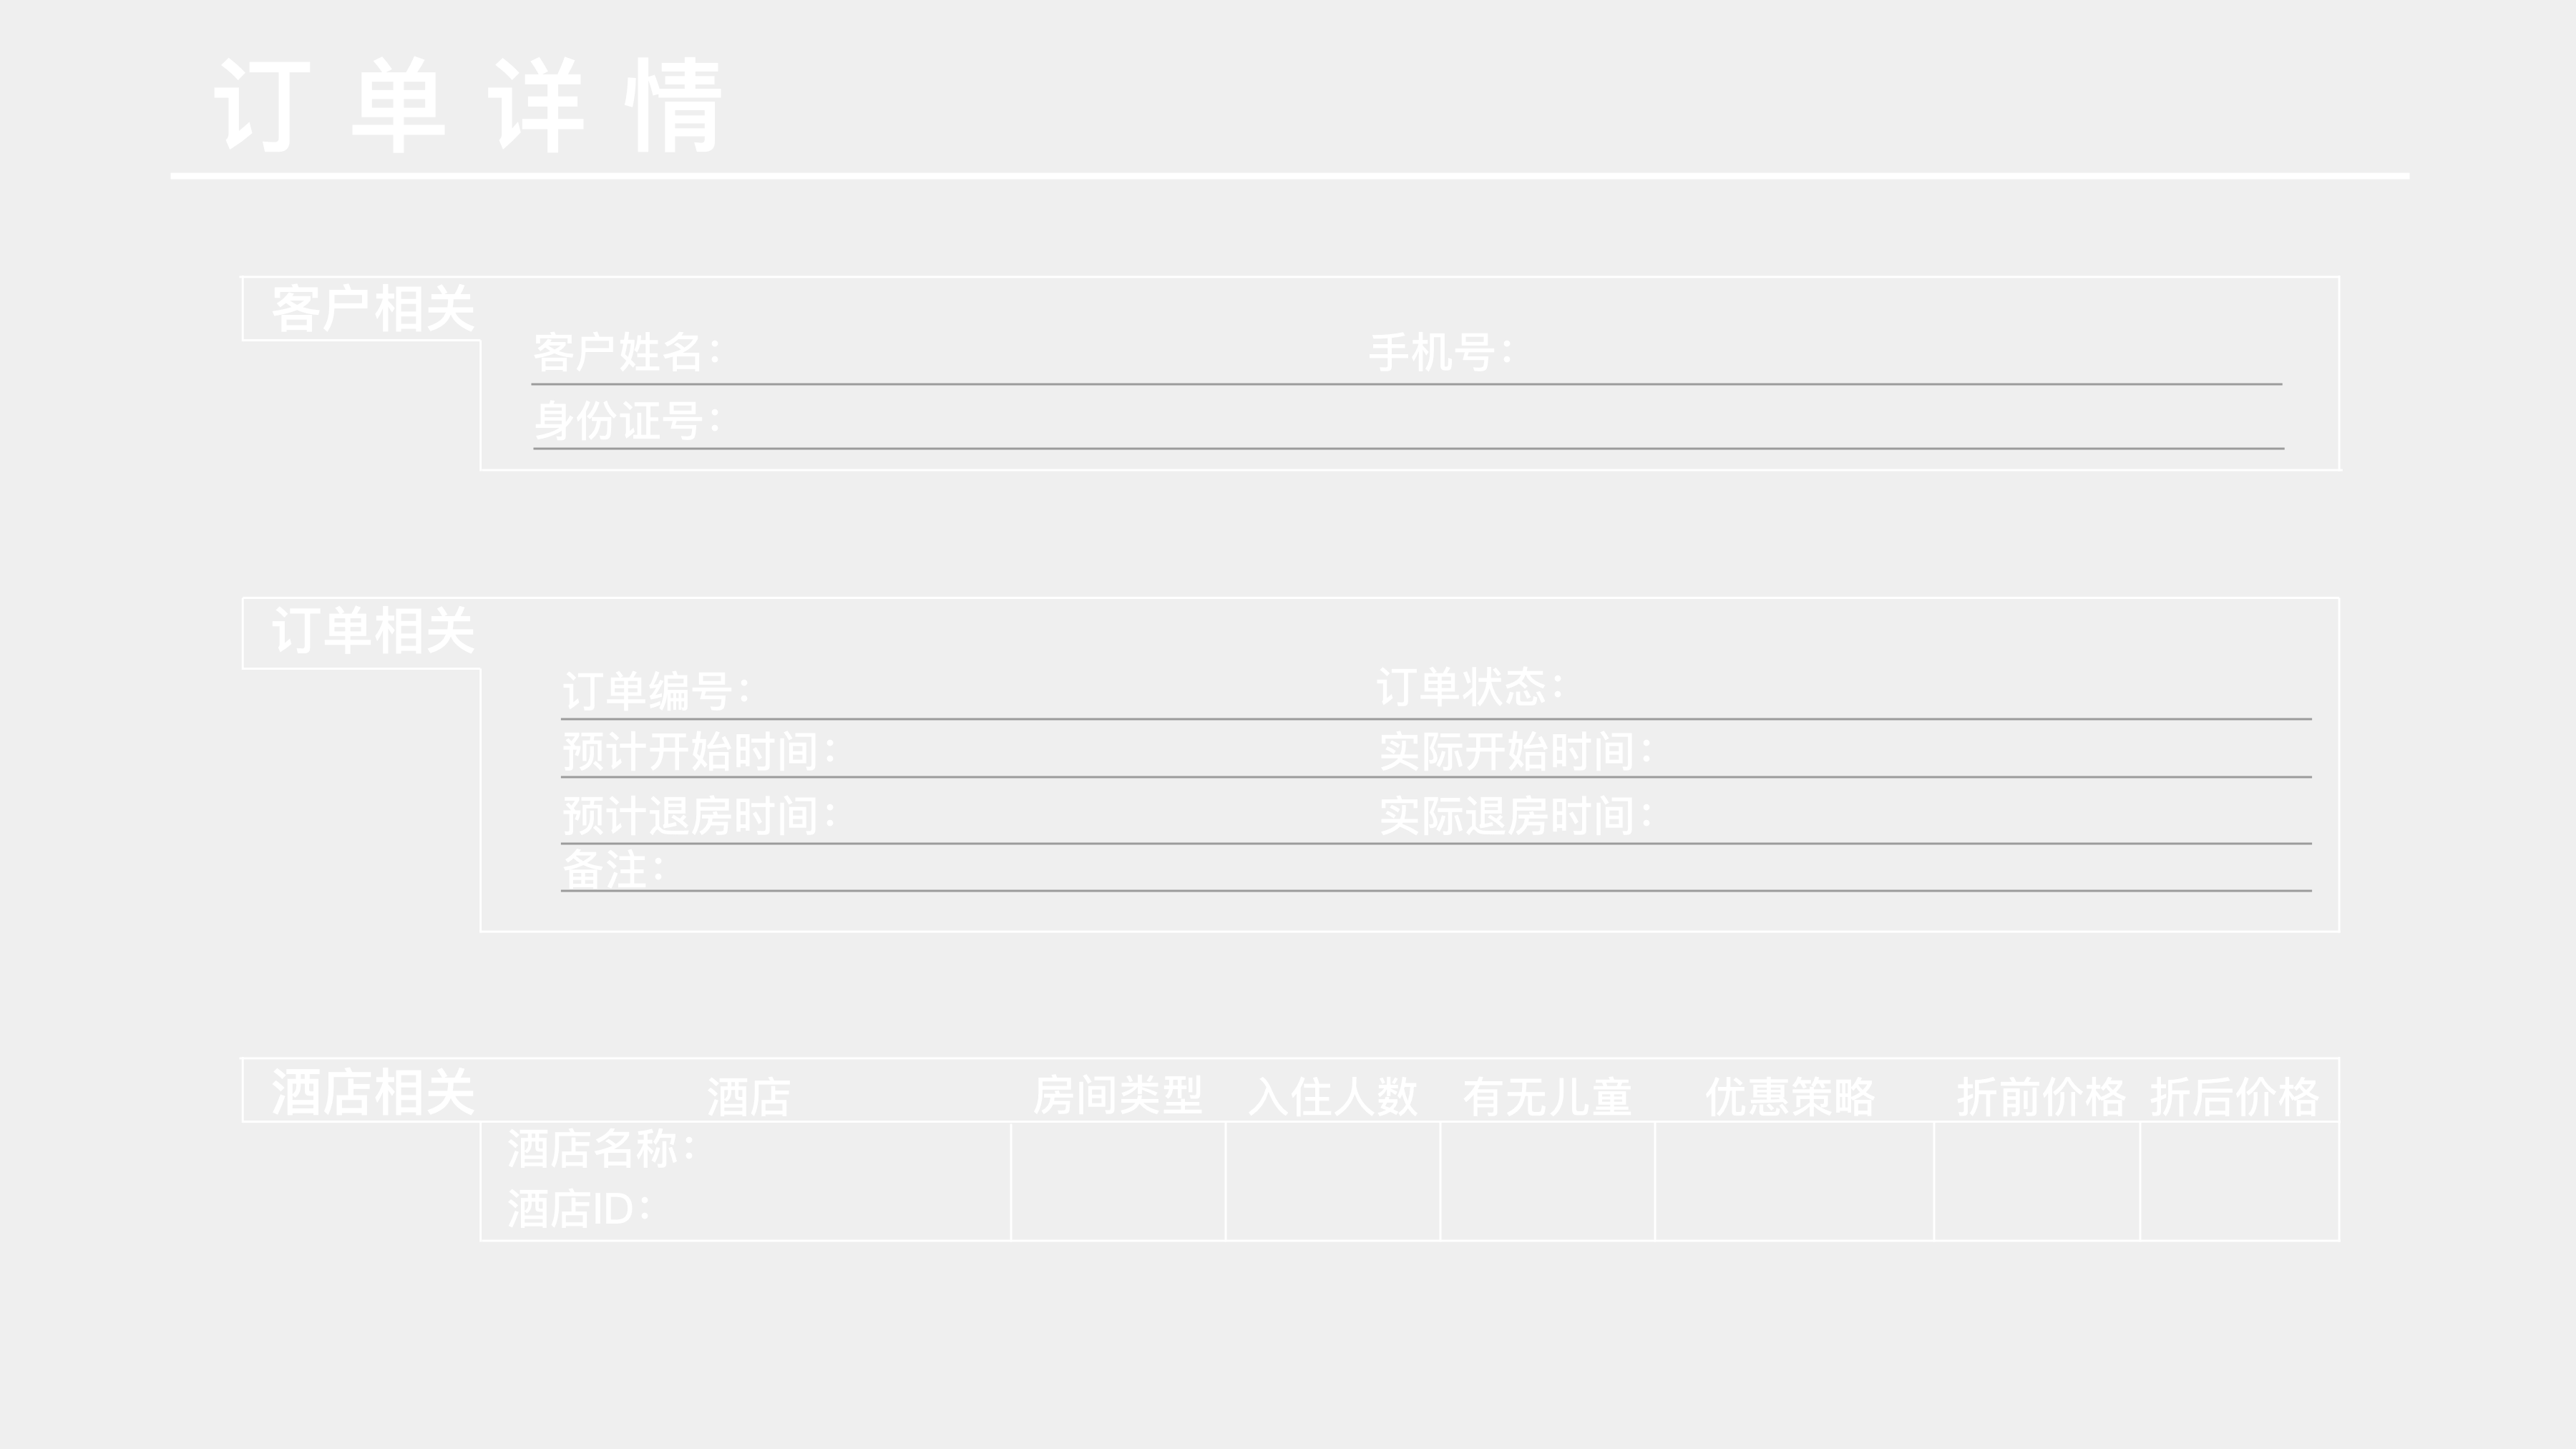 订单详情
客户相关
客户姓名： 手机号：
身份证号：
订单相关
订单编号： 订单状态：
预计开始时间： 实际开始时间：
预计退房时间： 实际退房时间：
备注：
酒店相关 酒店 房间类型 入住人数 有无儿童 优惠策略 折前价格 折后价格
酒店名称：
酒店ID：